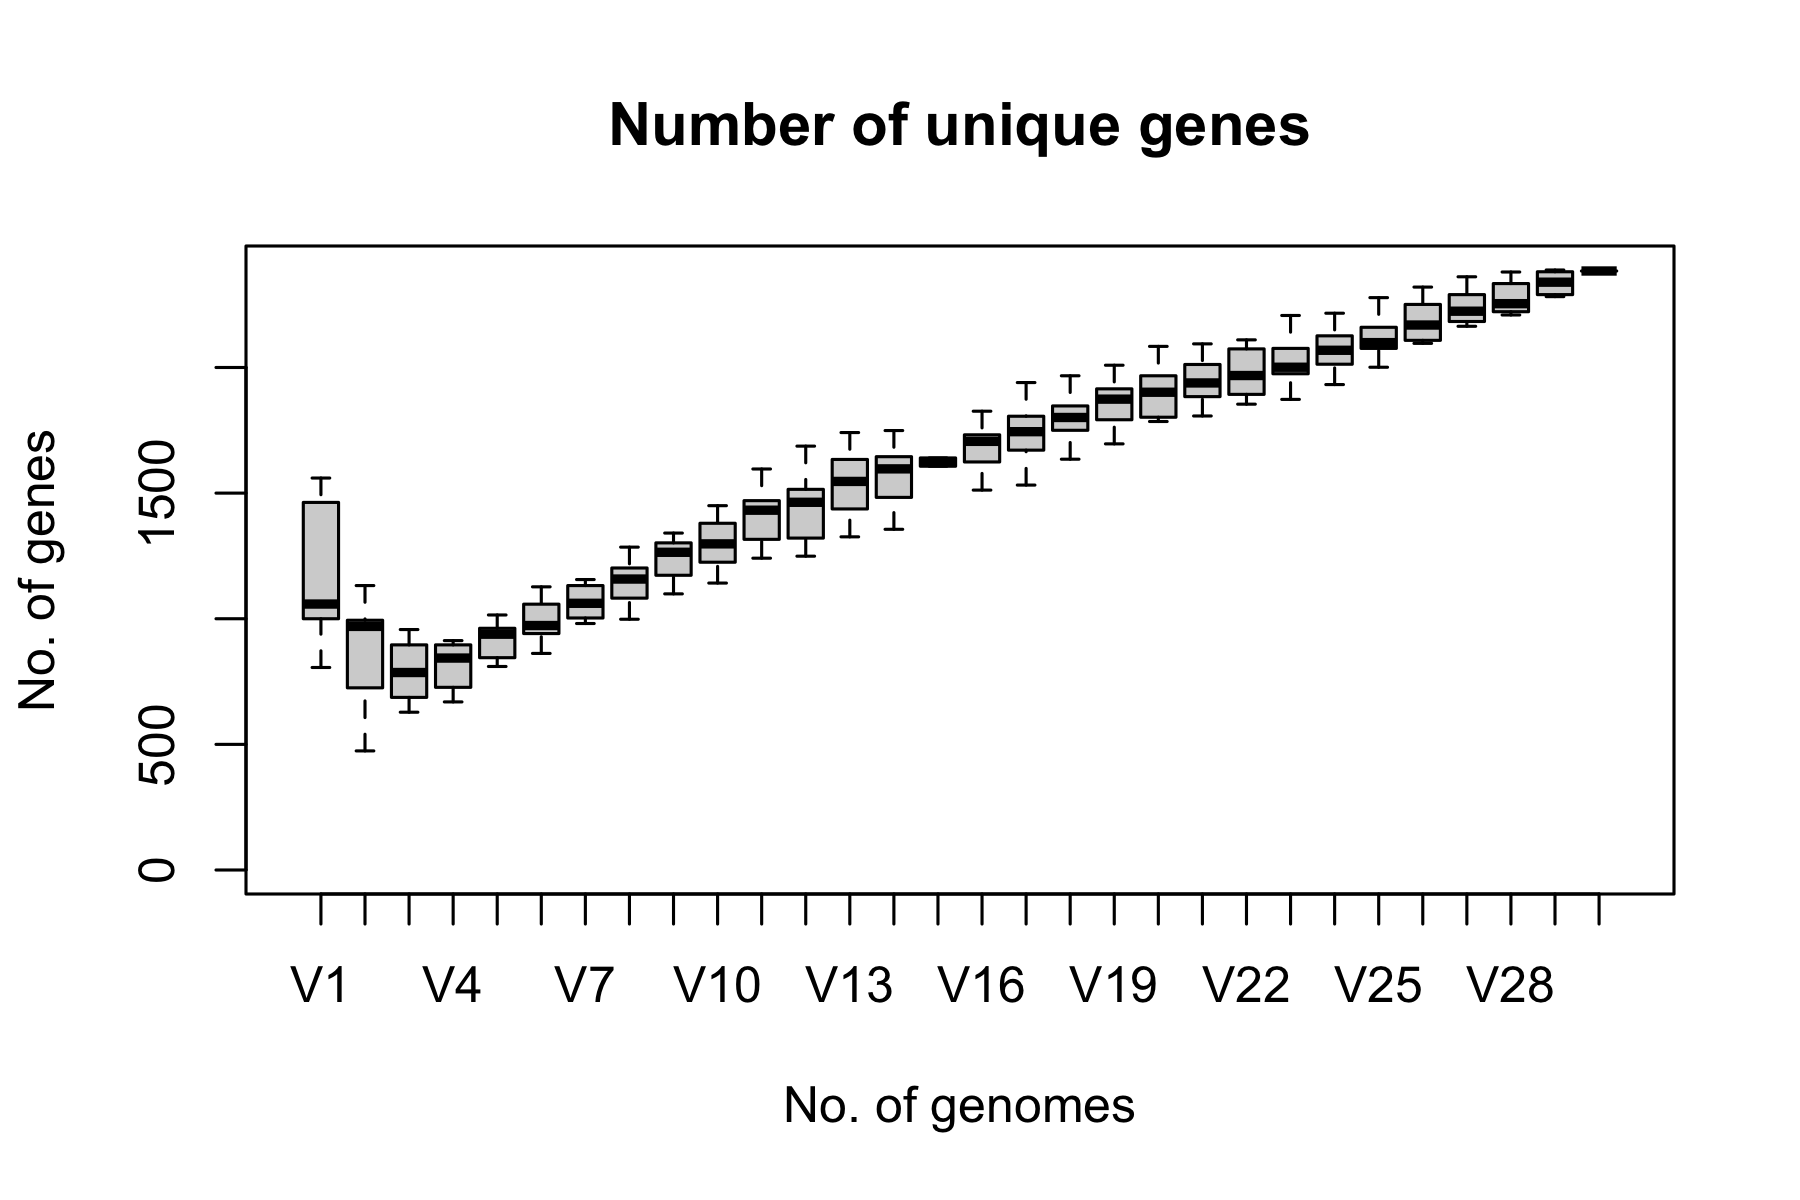 Number of unique genes
No. of genes
1500
500
0
V1 V4 V7 V10 V13 V16 V19 V22 V25 V28
No. of genomes